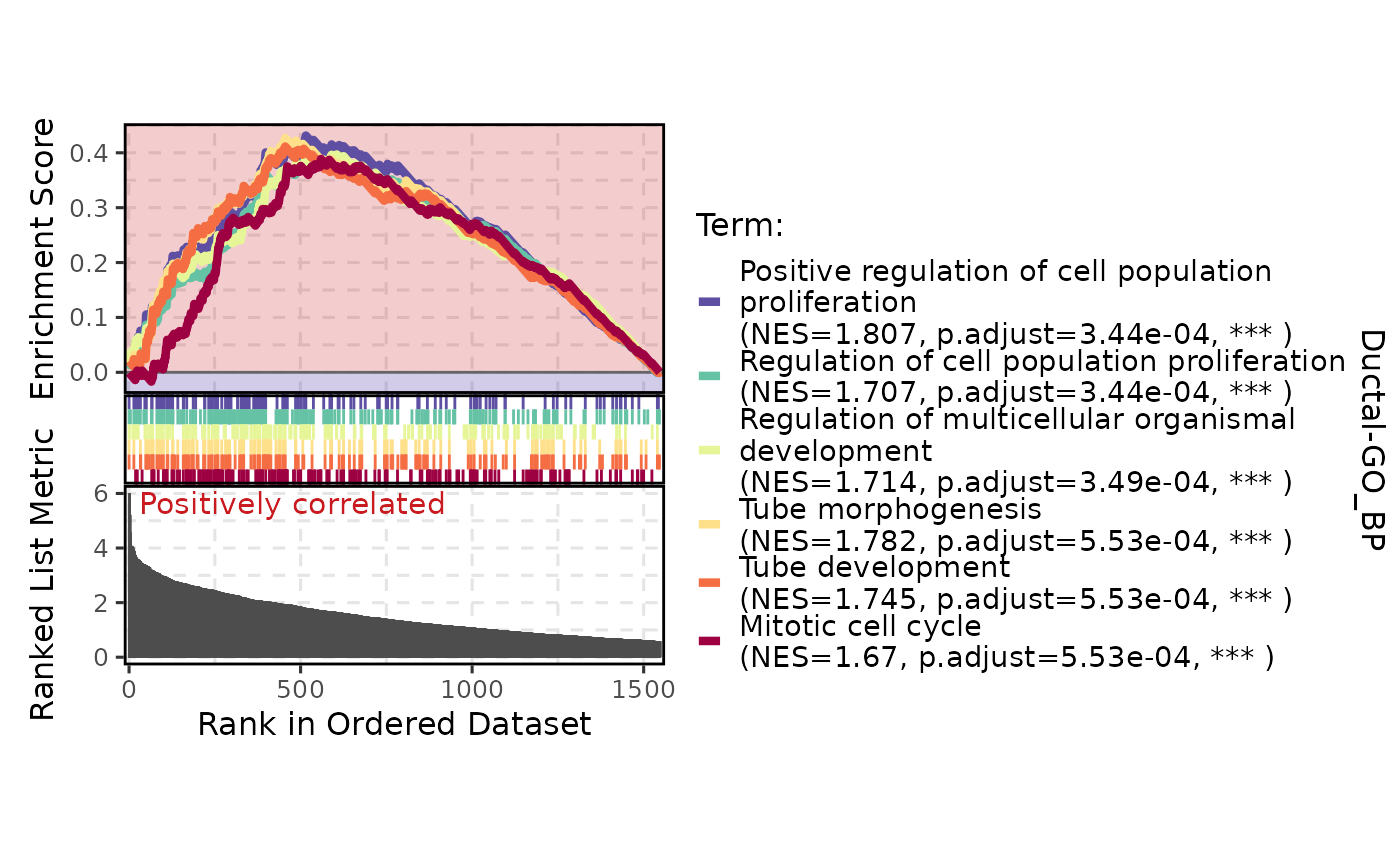 Enrichment Score
0.4
0.3
0.2
0.1
0.0
Ranked List Metric
6
4
2
0
Positively correlated
0
500
1000
1500
Rank in Ordered Dataset
Term:
Positive regulation of cell population
proliferation
(NES=1.807, p.adjust=3.44e-04, *** )
Regulation of cell population proliferation
(NES=1.707, p.adjust=3.44e-04, *** )
Regulation of multicellular organismal
development
(NES=1.714, p.adjust=3.49e-04, *** )
Tube morphogenesis
(NES=1.782, p.adjust=5.53e-04, *** )
Tube development
(NES=1.745, p.adjust=5.53e-04, *** )
Mitotic cell cycle
(NES=1.67, p.adjust=5.53e-04, *** )
Ductal-GO_BP